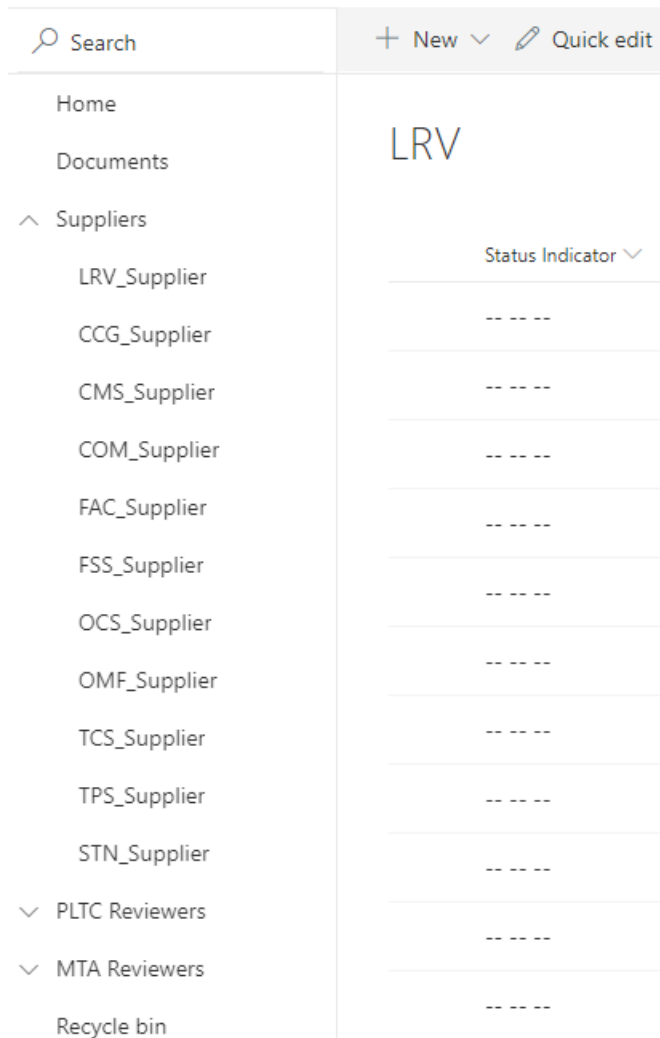 Search
New
Quick edit
Home
Documents
Suppliers
LRV_Supplier
CCG_Supplier
CMS_Supplier
COM_Supplier
FAC_Supplier
FSS_Supplier
OCS_Supplier
OMF_Supplier
TCS_Supplier
TPS_Supplier
STN_Supplier
PLTC Reviewers
MTA Reviewers
Recycle bin
LRV
Status Indicator
-- -- --
-- -- --
-- -- --
-- -- --
-- -- --
-- -- --
-- -- --
-- -- --
-- -- --
-- -- --
-- -- --